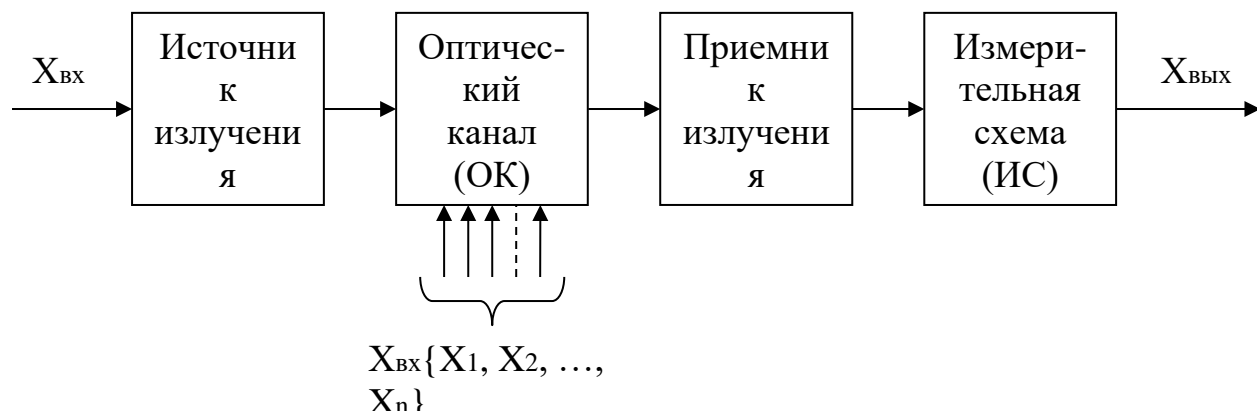 Xвх
Источни
к
излучени
я
Оптичес-
кий
канал
(ОК)
Приемни
к
излучени
я
Измери-
тельная
схема
(ИС)
Xвых
Xвх{X1, X2, …,
Xn}